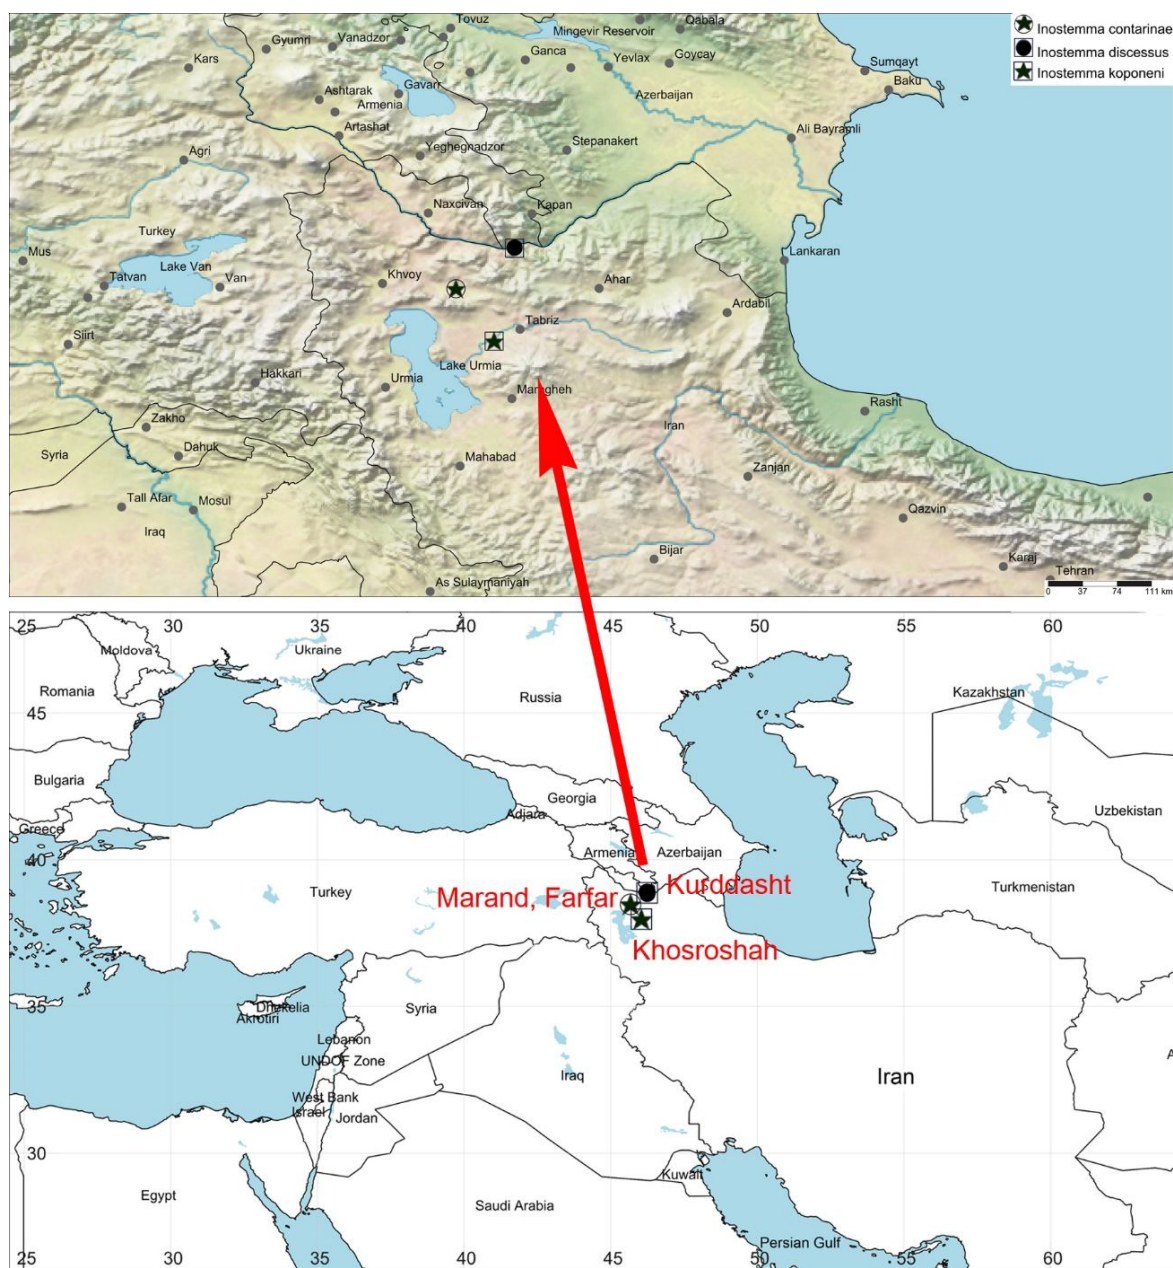 Tovuz
Qabala
Inostemma contarinae
Gyumri
Vanadzor
Mingevir Reservoir
Inostemma discessus
Kars
Ganca
Yevlax
Goycay
Inostemma koponeni
Sumqayt
Gavarr
Baku
Ashtarak
Armenia
Azerbaijan
Artashat
Ali Bayramli
Agri
Yeghegnadzor
Stepanakert
Naxcivan
Kapan
Turkey
Mus
Lake Van
Lankaran
Tatvan
Van
Khvoy
Ahar
Ardabil
Siirt
Tabriz
Lake Urmia
Hakkari
Urmia
Maragheh
Zakho
Rasht
Iran
Syria
Dahuk
Mahabad
Zanjan
Tall Afar
Mosul
Qazvin
Iraq
Bijar
Karaj
As Sulaymaniyah
Tehran
0 37 74 111 km
25 30 35 40 45 50 55 60
Moldova
Ukraine
Romania
Russia
Kazakhstan
45
Bulgaria
Georgia
Uzbekistan
Adjara
Greece
40
Armenia
Azerbaijan
Turkey
Marand, Farfar
Kurddasht
Turkmenistan
Khosroshah
35
Dhekelia
Akrotiri
Syria
Lebanon
UNDOF Zone
Iraq
Iran
West Bank
Israel
Jordan
30
Kuwait
Egypt
Saudi Arabia
Persian Gulf
25 30 35 40 45 50 55 60